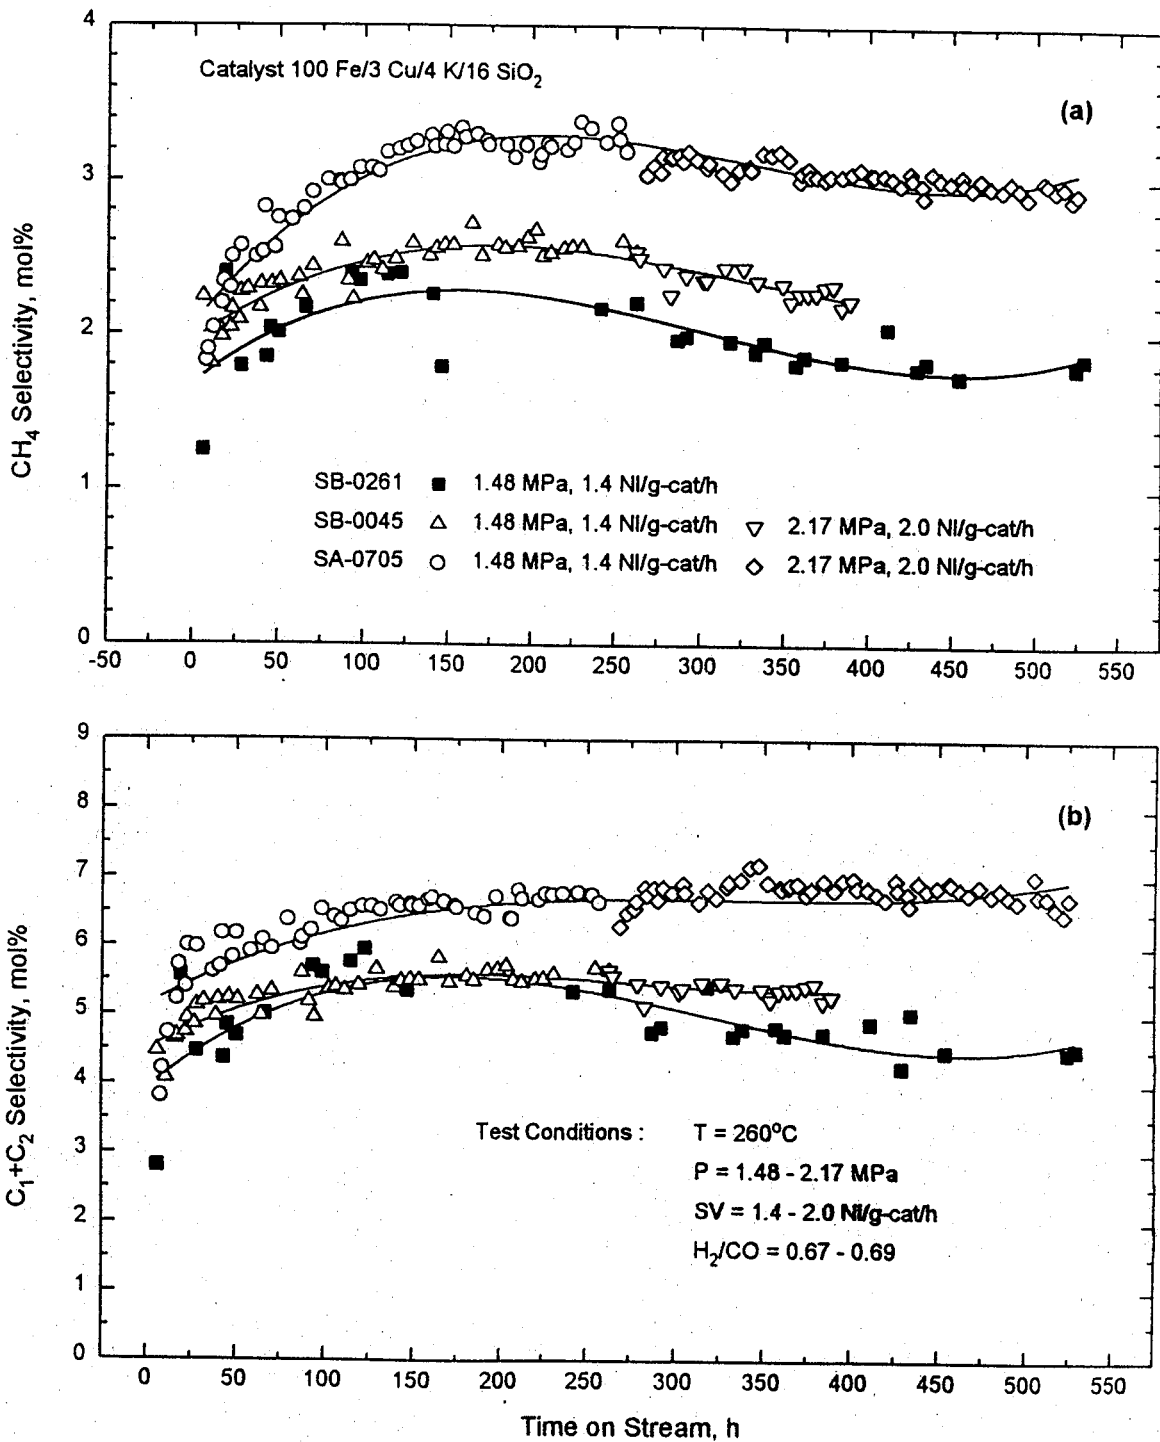 4
Catalyst 100 Fe/3 Cu/4 K/16 SiO2
(a)
3
2
1
0
CH4 Selectivity, mol%
SB-0261 1.48 MPa, 1.4 Nl/g-cat/h
SB-0045 1.48 MPa, 1.4 Nl/g-cat/h 2.17 MPa, 2.0 Nl/g-cat/h
SA-0705 1.48 MPa, 1.4 Nl/g-cat/h 2.17 MPa, 2.0 Nl/g-cat/h
-50 0 50 100 150 200 250 300 350 400 450 500 550
9
8
(b)
7
6
5
4
3
2
1
0
C1+C2 Selectivity, mol%
Test Conditions : T = 260°C
P = 1.48 - 2.17 MPa
SV = 1.4 - 2.0 Nl/g-cat/h
H2/CO = 0.67 - 0.69
0 50 100 150 200 250 300 350 400 450 500 550
Time on Stream, h